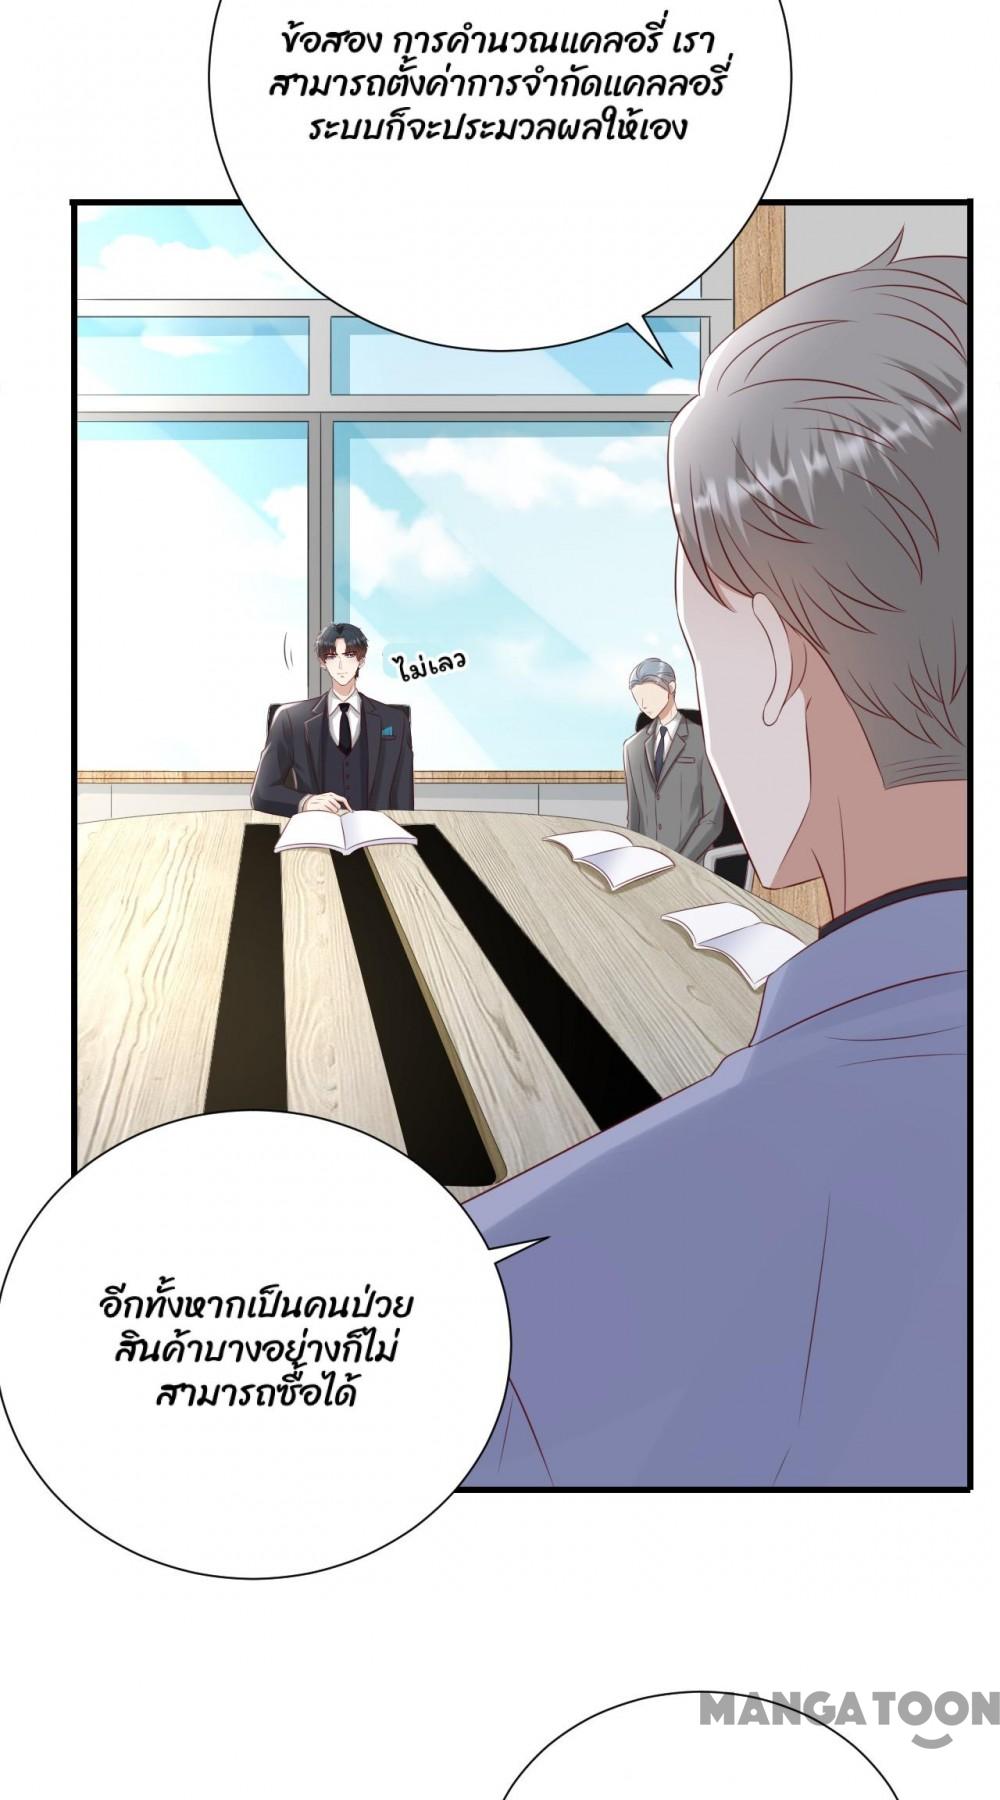 ข้อสอง การคำนวณแคลอรี่ เรา
สามารถตั้งค่าการจำกัดแคลลอรี่
ระบบก็จะประมวลผลให้เอง
ไม่เลว
อีกทั้งหากเป็นคนป่วย
สินค้าบางอย่างก็ไม่
สามารถซื้อได้
MANGATOON